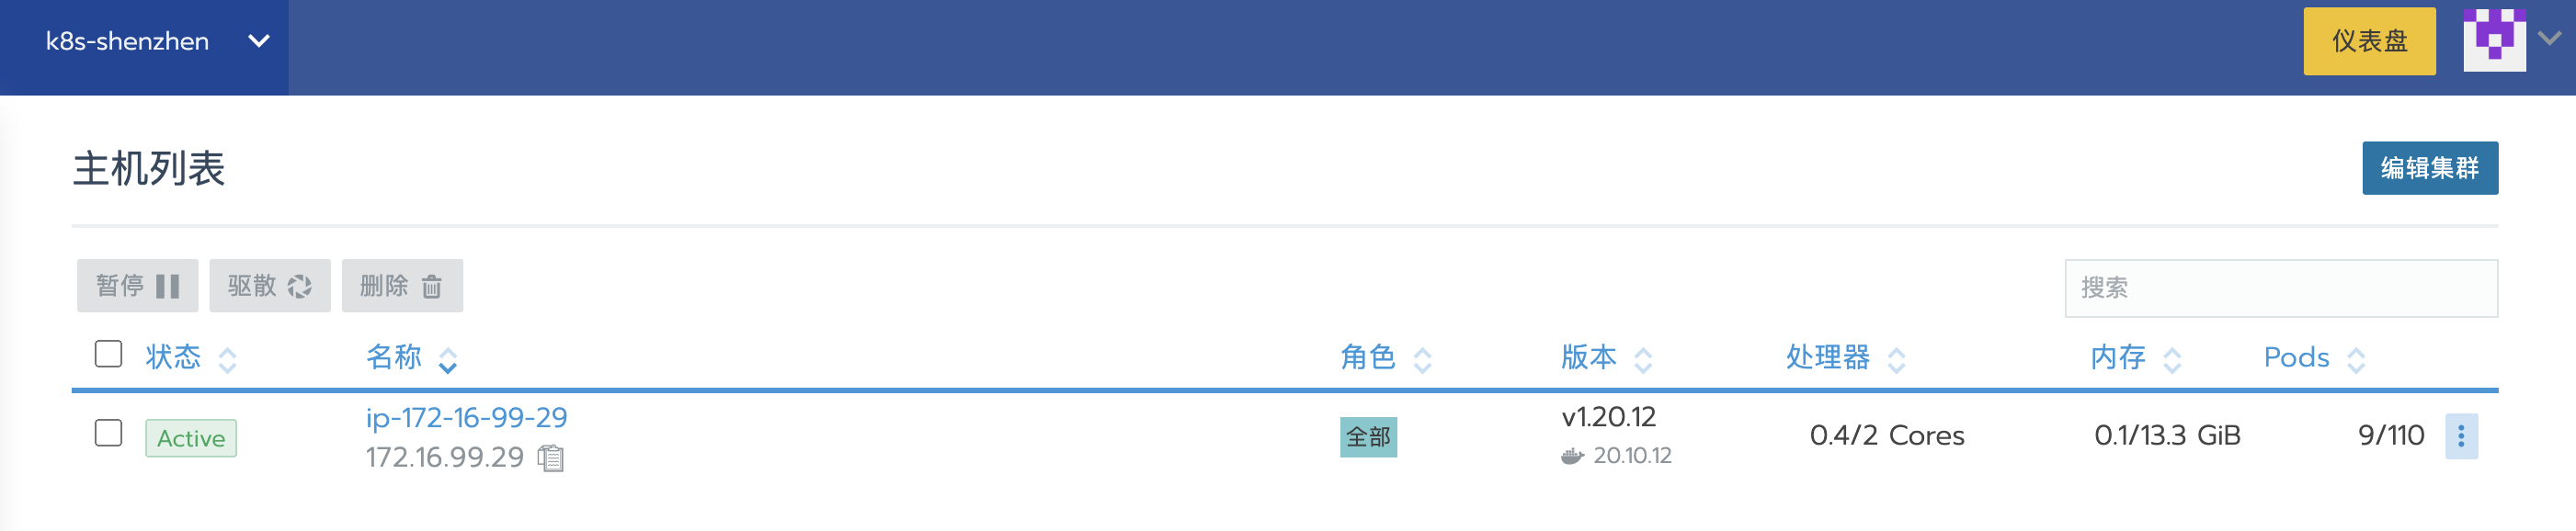 k8s-shenzhen
仪表盘
主机列表
编辑集群
暂停 驱散 删除
搜索
状态 名称 角色 版本 处理器 内存 Pods
Active ip-172-16-99-29 全部 v1.20.12 0.4/2 Cores 0.1/13.3 GiB 9/110
172.16.99.29 20.10.12